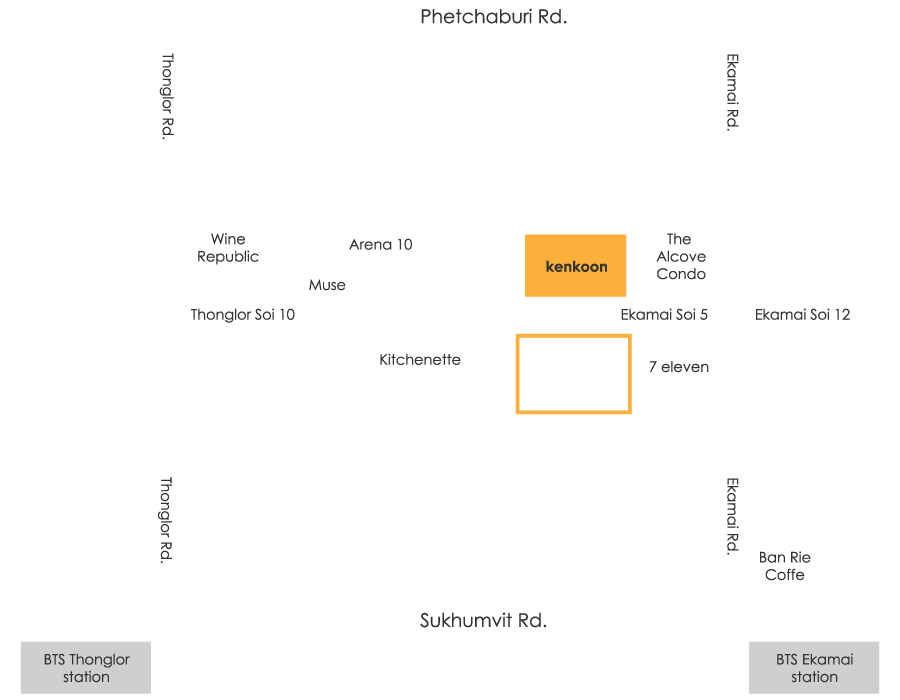 Phetchaburi Rd.
Thonglor Rd.
Ekamai Rd.
Wine
Republic
Arena 10
kenkoon
The
Alcove
Condo
Muse
Thonglor Soi 10
Ekamai Soi 5
Ekamai Soi 12
Kitchenette
7 eleven
Thonglor Rd.
Ekamai Rd.
Ban Rie
Coffe
Sukhumvit Rd.
BTS Thonglor
station
BTS Ekamai
station